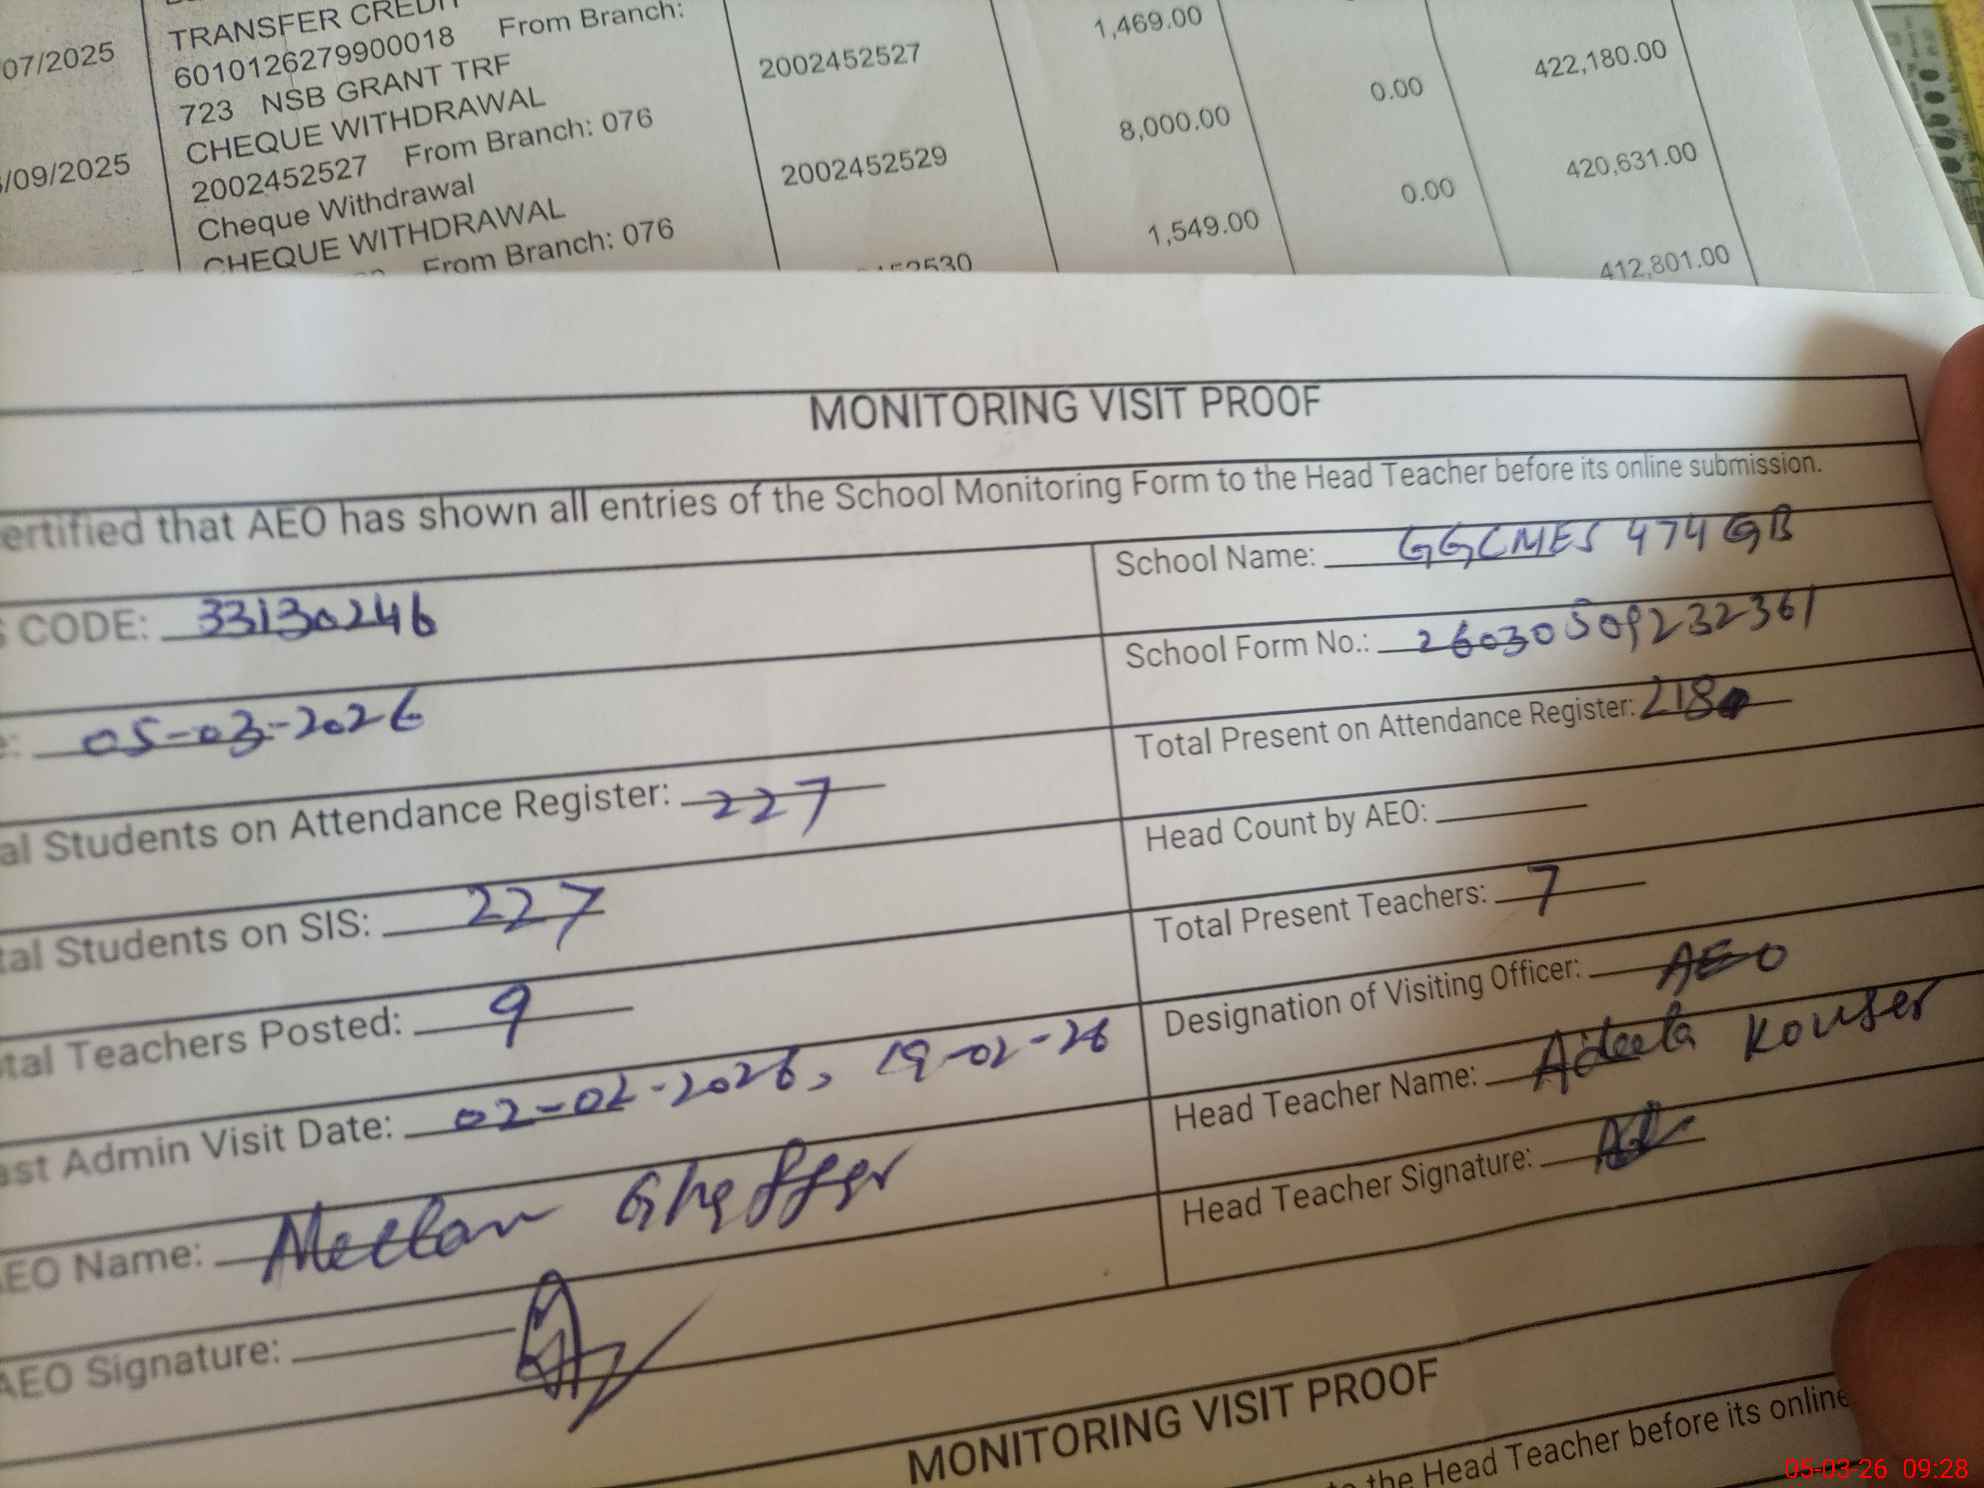 07/2025 TRANSFER CREDIT
6010126279900018 From Branch:
723 NSB GRANT TRF
1,469.00
/09/2025 CHEQUE WITHDRAWAL 2002452527 0.00 422,180.00
2002452527 From Branch: 076
Cheque Withdrawal
8,000.00
CHEQUE WITHDRAWAL 2002452529 0.00 420,631.00
From Branch: 076
1,549.00
412,801.00
MONITORING VISIT PROOF
ertified that AEO has shown all entries of the School Monitoring Form to the Head Teacher before its online submission.
CODE: 33130246
School Name: GGCMES 474 GB
05-03-2026
School Form No.: 26030509232361
al Students on Attendance Register: 227
Total Present on Attendance Register: 218
tal Students on SIS: 227
Head Count by AEO:
tal Teachers Posted: 9
Total Present Teachers: 7
ast Admin Visit Date: 02-02-2026, 19-02-26
Designation of Visiting Officer: AEO
EO Name: Ghaffer
Head Teacher Name: Adeela Kouser
AEO Signature:
Head Teacher Signature:
MONITORING VISIT PROOF
the Head Teacher before its online
05-03-26 09:28